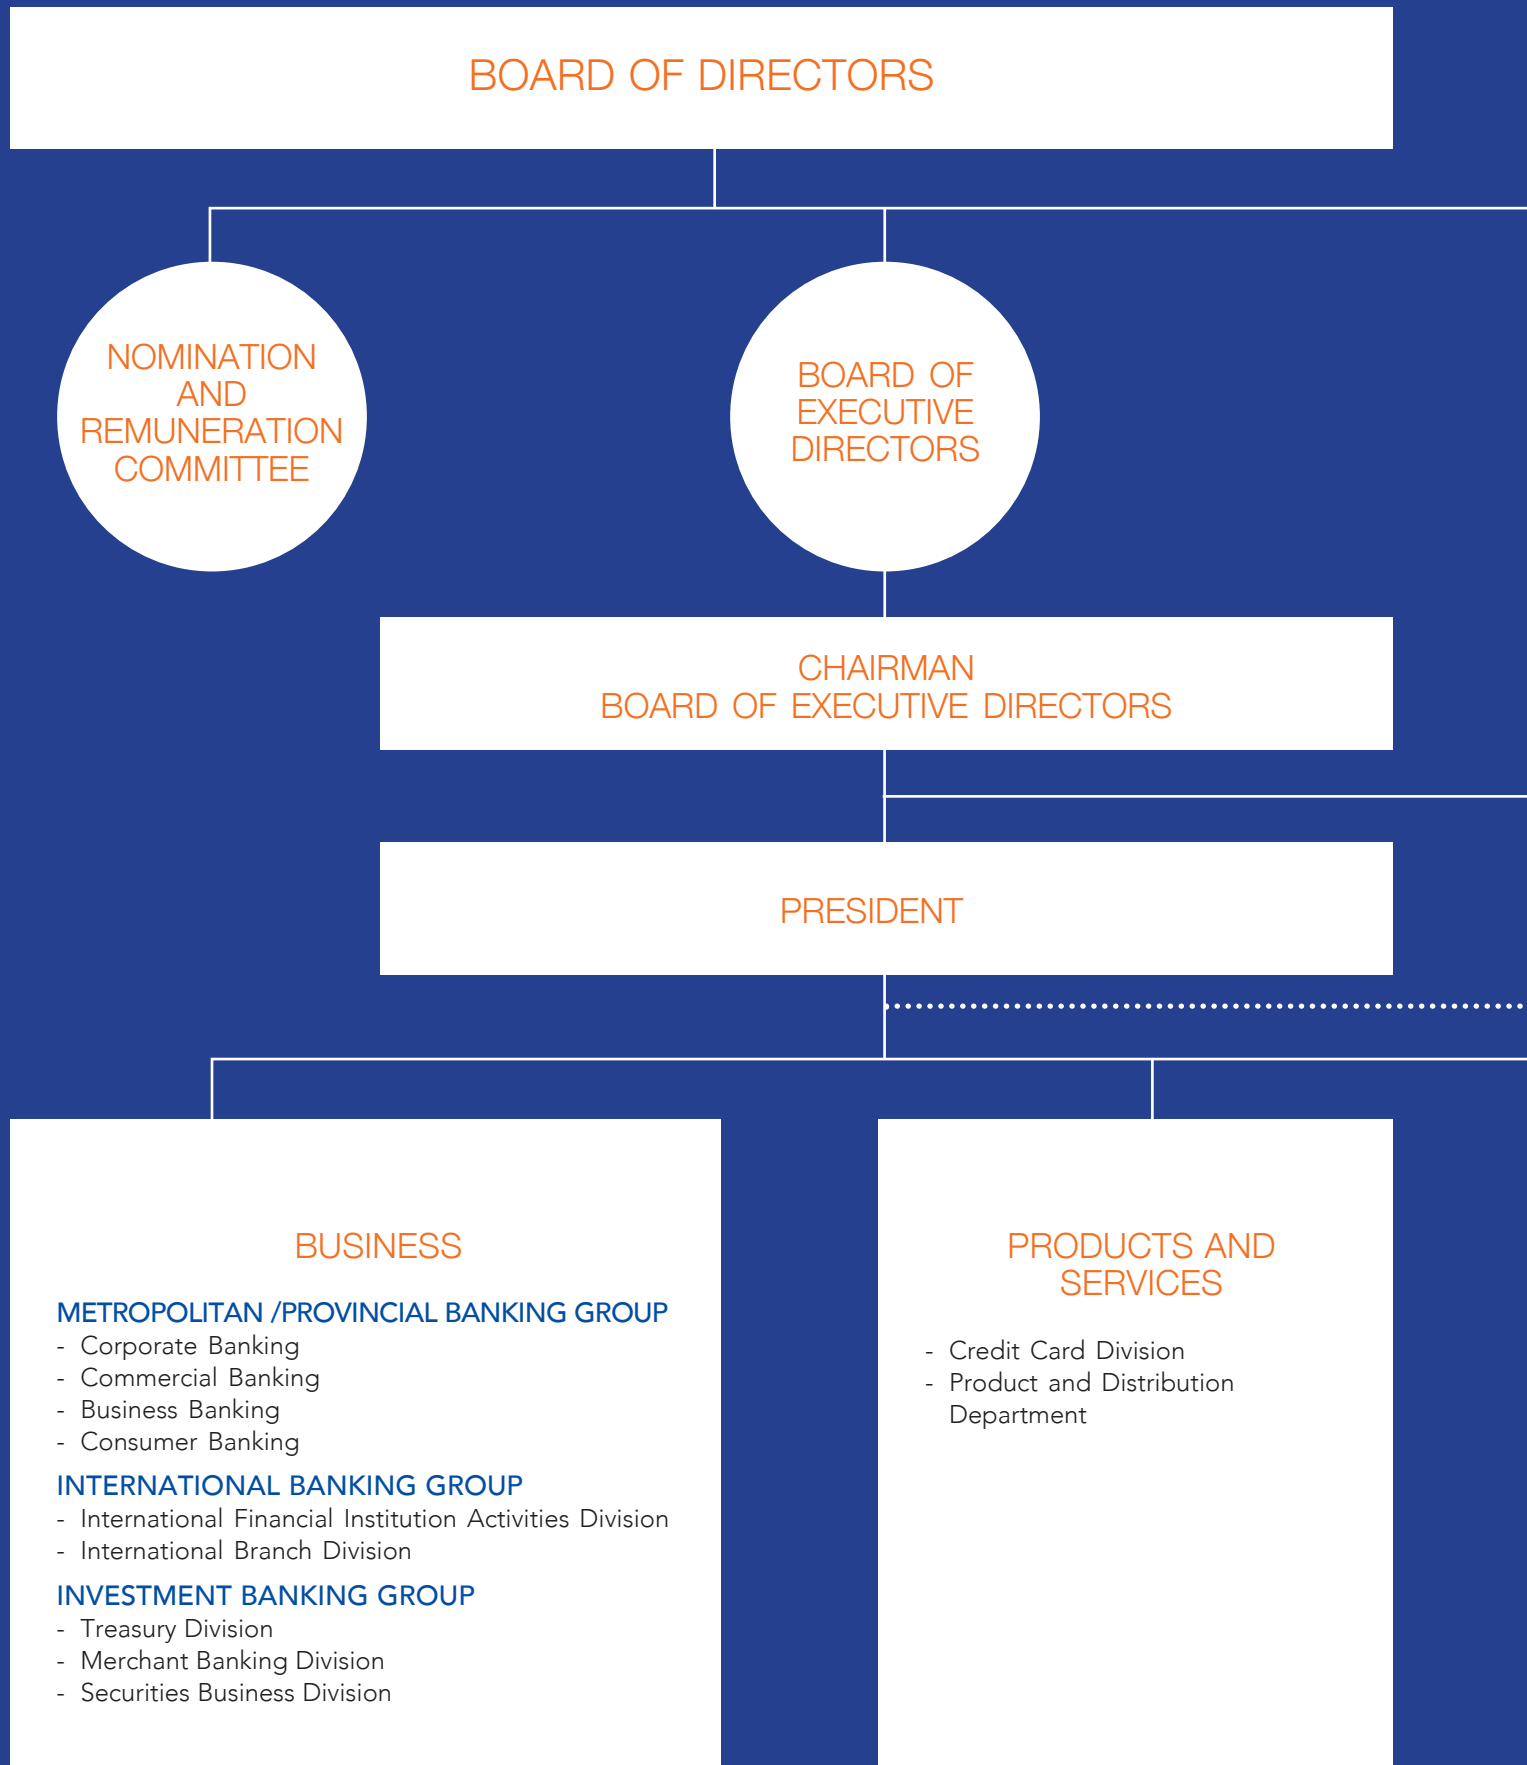 BOARD OF DIRECTORS
NOMINATION
AND
REMUNERATION
COMMITTEE
BOARD OF
EXECUTIVE
DIRECTORS
CHAIRMAN
BOARD OF EXECUTIVE DIRECTORS
PRESIDENT
BUSINESS
METROPOLITAN /PROVINCIAL BANKING GROUP
- Corporate Banking
- Commercial Banking
- Business Banking
- Consumer Banking
INTERNATIONAL BANKING GROUP
- International Financial Institution Activities Division
- International Branch Division
INVESTMENT BANKING GROUP
- Treasury Division
- Merchant Banking Division
- Securities Business Division
PRODUCTS AND
SERVICES
- Credit Card Division
- Product and Distribution
Department